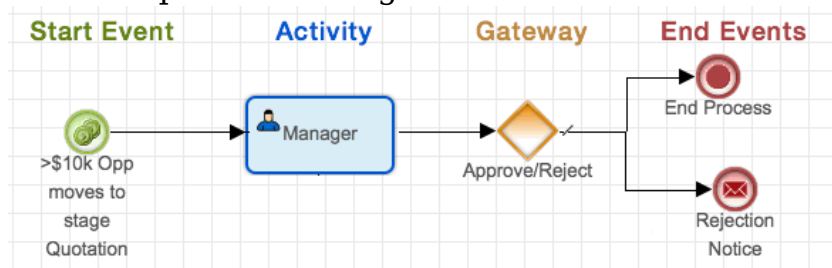 Start Event
Activity
Gateway
End Events
End Process
Manager
>$10k Opp
moves to
stage
Quotation
Approve/Reject
Rejection
Notice